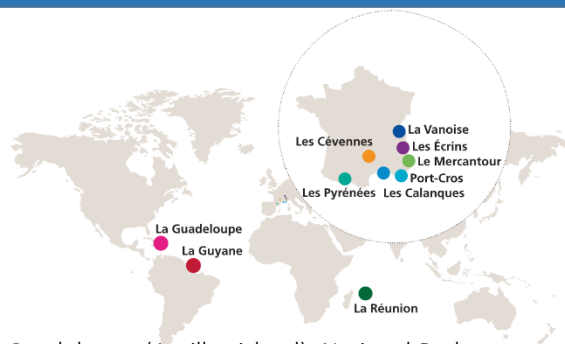 La Vanoise
Les Cévennes
Les Écrins
Le Mercantour
Port-Cros
Les Pyrénées
Les Calanques
La Guadeloupe
La Guyane
La Réunion